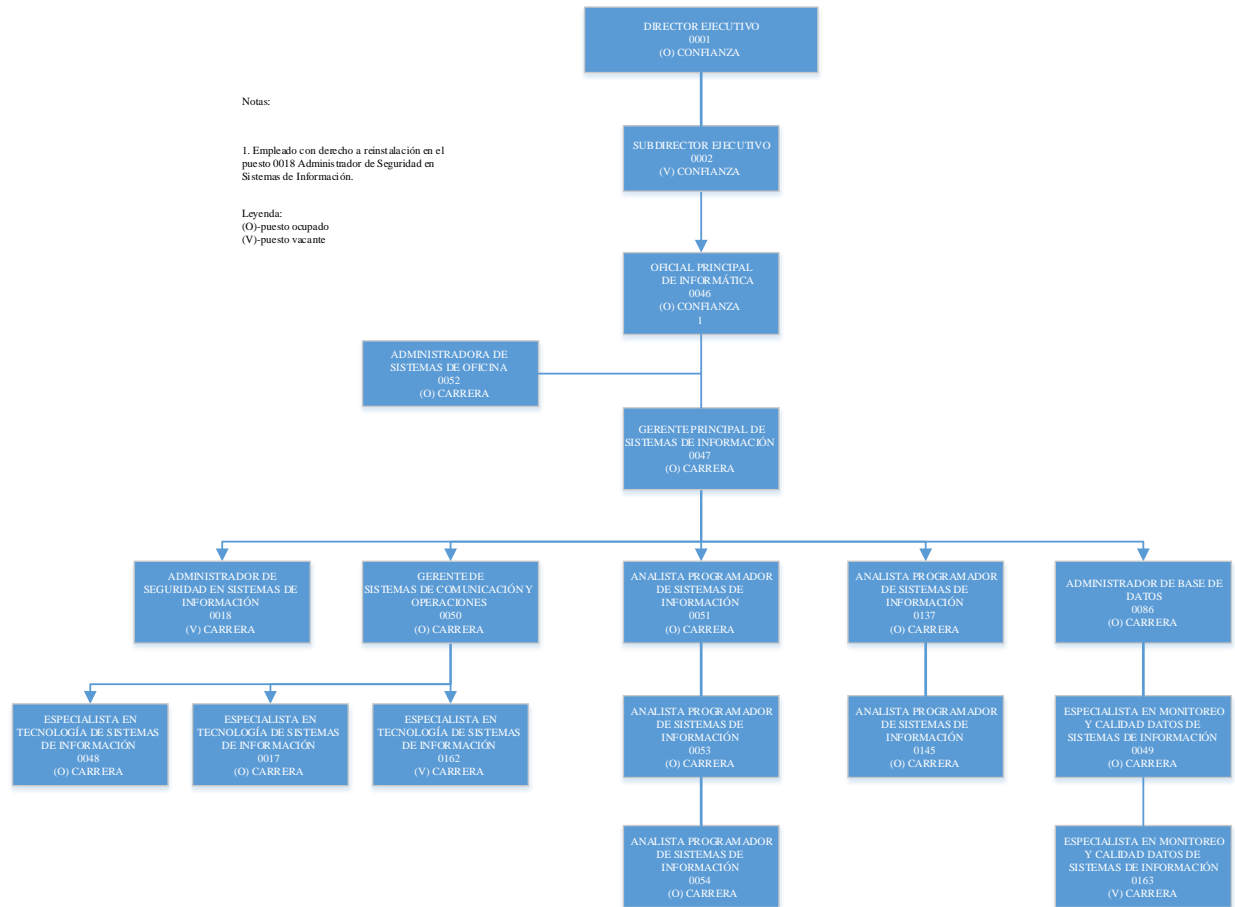 DIRECTOR EJECUTIVO
0001
(O) CONFIANZA
Notas:
1. Empleado con derecho a reinstalación en el
puesto 0018 Administrador de Seguridad en
Sistemas de Información.
Leyenda:
(O)-puesto ocupado
(V)-puesto vacante
SUBDIRECTOR EJECUTIVO
0002
(V) CONFIANZA
OFICIAL PRINCIPAL
DE INFORMÁTICA
0046
(O) CONFIANZA
1
ADMINISTRADORA DE
SISTEMAS DE OFICINA
0052
(O) CARRERA
GERENTE PRINCIPAL DE
SISTEMAS DE INFORMACIÓN
0047
(O) CARRERA
ADMINISTRADOR DE
SEGURIDAD EN SISTEMAS DE
INFORMACIÓN
0018
(V) CARRERA
GERENTE DE
SISTEMAS DE COMUNICACIÓN Y
OPERACIONES
0050
(O) CARRERA
ANALISTA PROGRAMADOR
DE SISTEMAS DE
INFORMACIÓN
0051
(O) CARRERA
ANALISTA PROGRAMADOR
DE SISTEMAS DE
INFORMACIÓN
0137
(O) CARRERA
ADMINISTRADOR DE BASE DE
DATOS
0086
(O) CARRERA
ESPECIALISTA EN
TECNOLOGÍA DE SISTEMAS
DE INFORMACIÓN
0048
(O) CARRERA
ESPECIALISTA EN
TECNOLOGÍA DE SISTEMAS
DE INFORMACIÓN
0017
(O) CARRERA
ESPECIALISTA EN
TECNOLOGÍA DE SISTEMAS
DE INFORMACIÓN
0162
(V) CARRERA
ANALISTA PROGRAMADOR
DE SISTEMAS DE
INFORMACIÓN
0053
(O) CARRERA
ANALISTA PROGRAMADOR
DE SISTEMAS DE
INFORMACIÓN
0145
(O) CARRERA
ESPECIALISTA EN MONITOREO
Y CALIDAD DATOS DE
SISTEMAS DE INFORMACIÓN
0049
(O) CARRERA
ANALISTA PROGRAMADOR
DE SISTEMAS DE
INFORMACIÓN
0054
(O) CARRERA
ESPECIALISTA EN MONITOREO
Y CALIDAD DATOS DE
SISTEMAS DE INFORMACIÓN
0163
(V) CARRERA